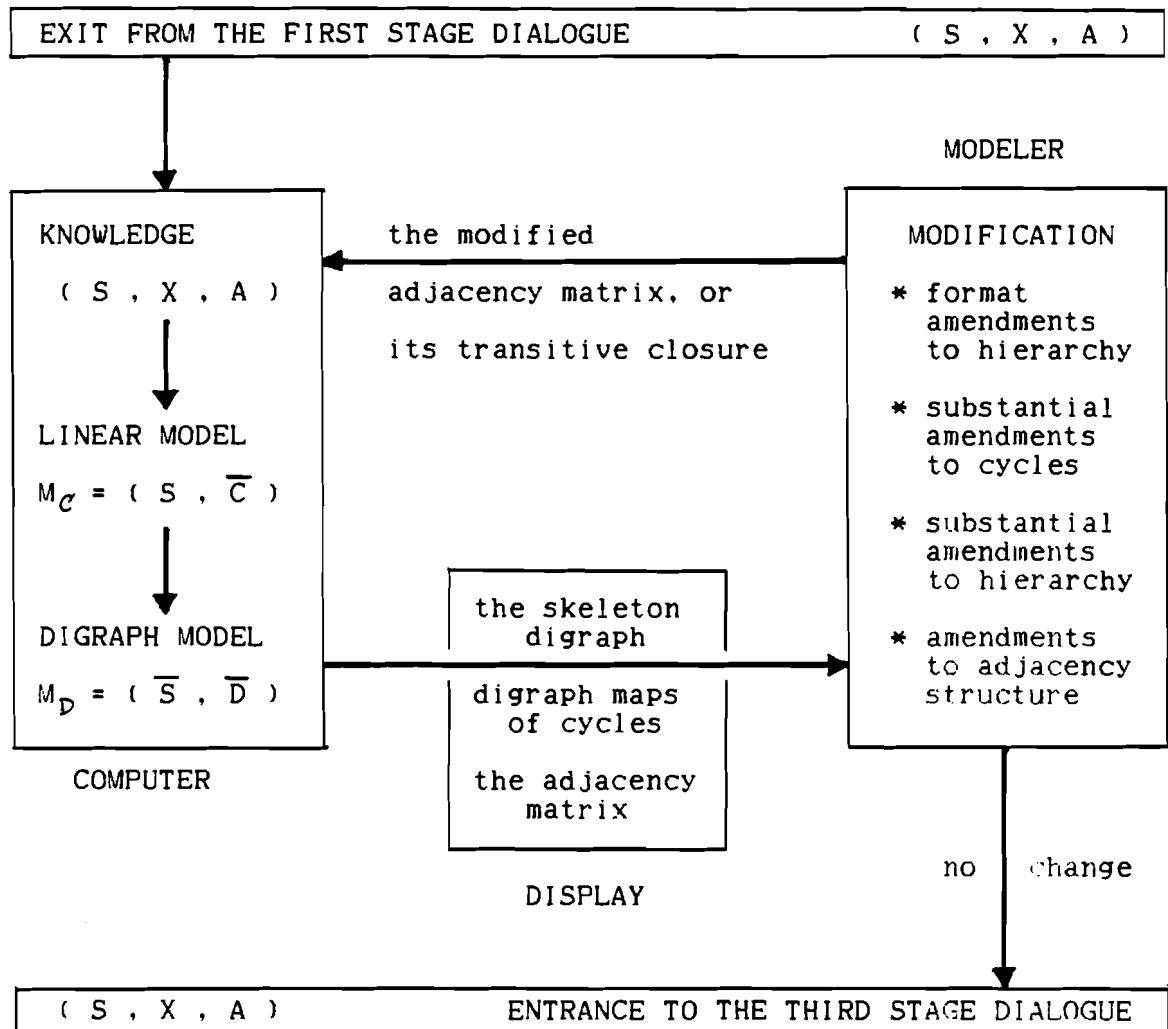 EXIT FROM THE FIRST STAGE DIALOGUE ( S , X , A )
MODELER
KNOWLEDGE
( S , X , A )
LINEAR MODEL
M𝒞 = ( S , C̅ )
DIGRAPH MODEL
M𝒟 = ( S̅ , D̅ )
COMPUTER
the modified
adjacency matrix, or
its transitive closure
the skeleton
digraph
digraph maps
of cycles
the adjacency
matrix
DISPLAY
MODIFICATION
* format
amendments
to hierarchy
* substantial
amendments
to cycles
* substantial
amendments
to hierarchy
* amendments
to adjacency
structure
no change
( S , X , A ) ENTRANCE TO THE THIRD STAGE DIALOGUE